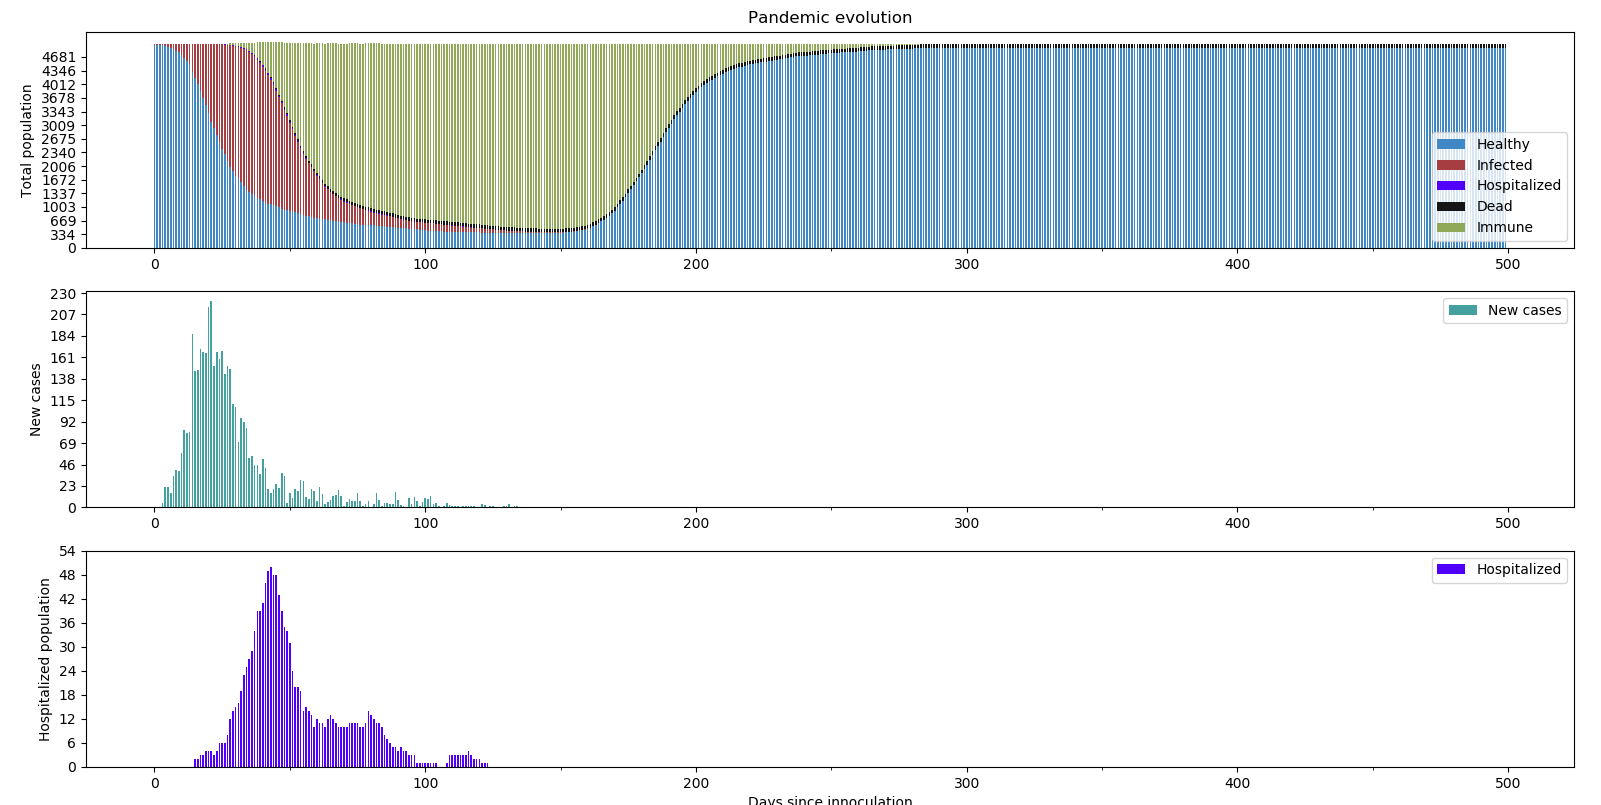 Pandemic evolution
Total population
4681
4346
4012
3678
3343
3009
2675
2340
2006
1672
1337
1003
669
334
0
Healthy
Infected
Hospitalized
Dead
Immune
0 100 200 300 400 500
New cases
230
207
184
161
138
115
92
69
46
23
0
New cases
0 100 200 300 400 500
Hospitalized population
54
48
42
36
30
24
18
12
6
0
Hospitalized
0 100 200 300 400 500
Days since innoculation